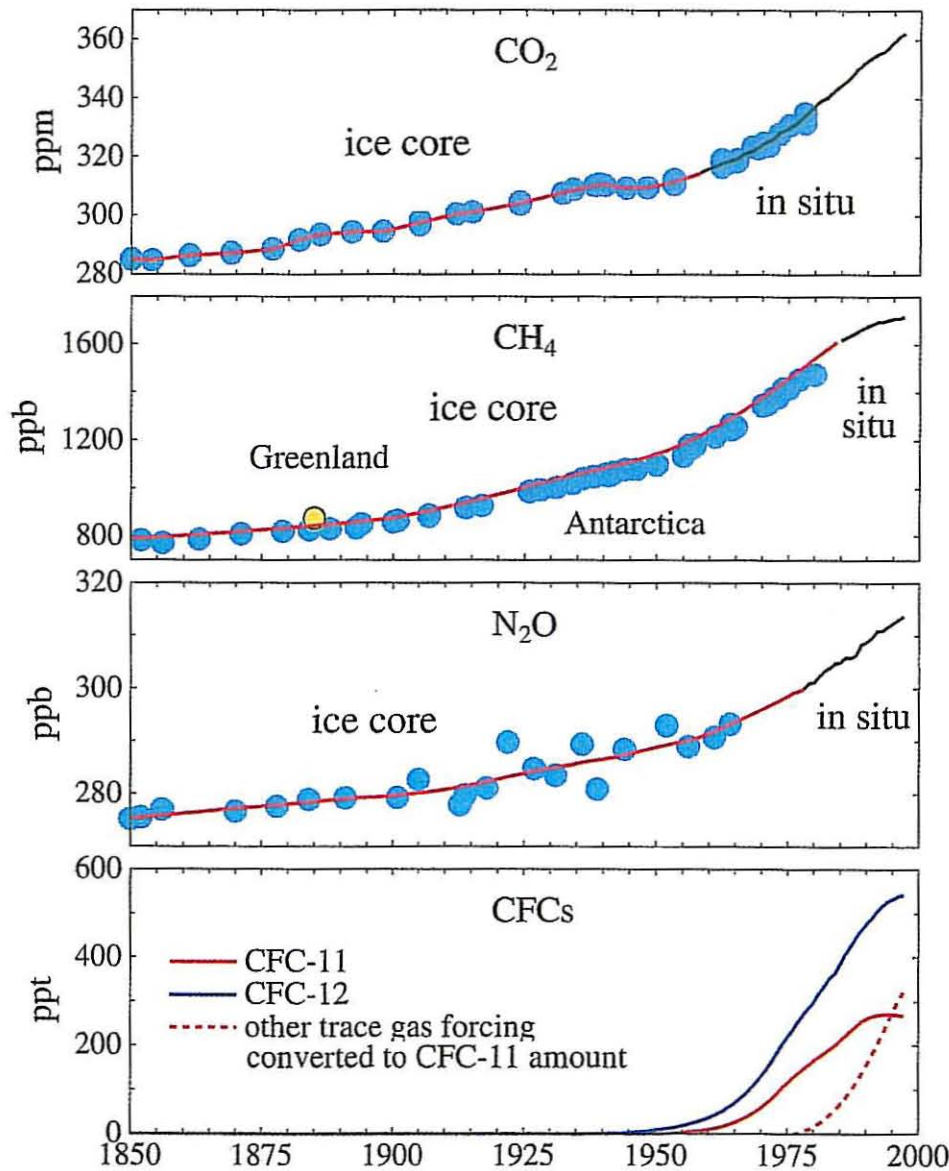 360
CO₂
340
ppm
ice core
320
300
in situ
280
1600
CH₄
ppb
ice core
in
situ
1200
Greenland
Antarctica
800
320
N₂O
ppb
300
ice core
in situ
280
600
CFCs
ppt
400
CFC-11
CFC-12
200
other trace gas forcing
converted to CFC-11 amount
0
1850 1875 1900 1925 1950 1975 2000